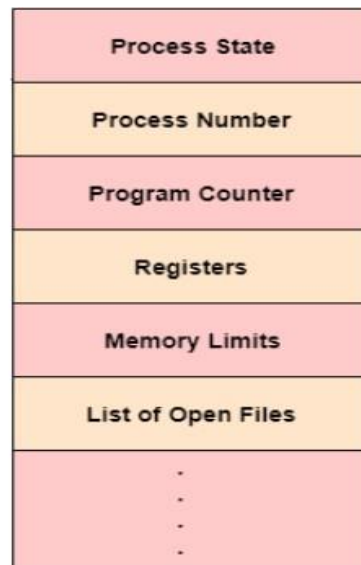 Process State
Process Number
Program Counter
Registers
Memory Limits
List of Open Files
.
.
.
.